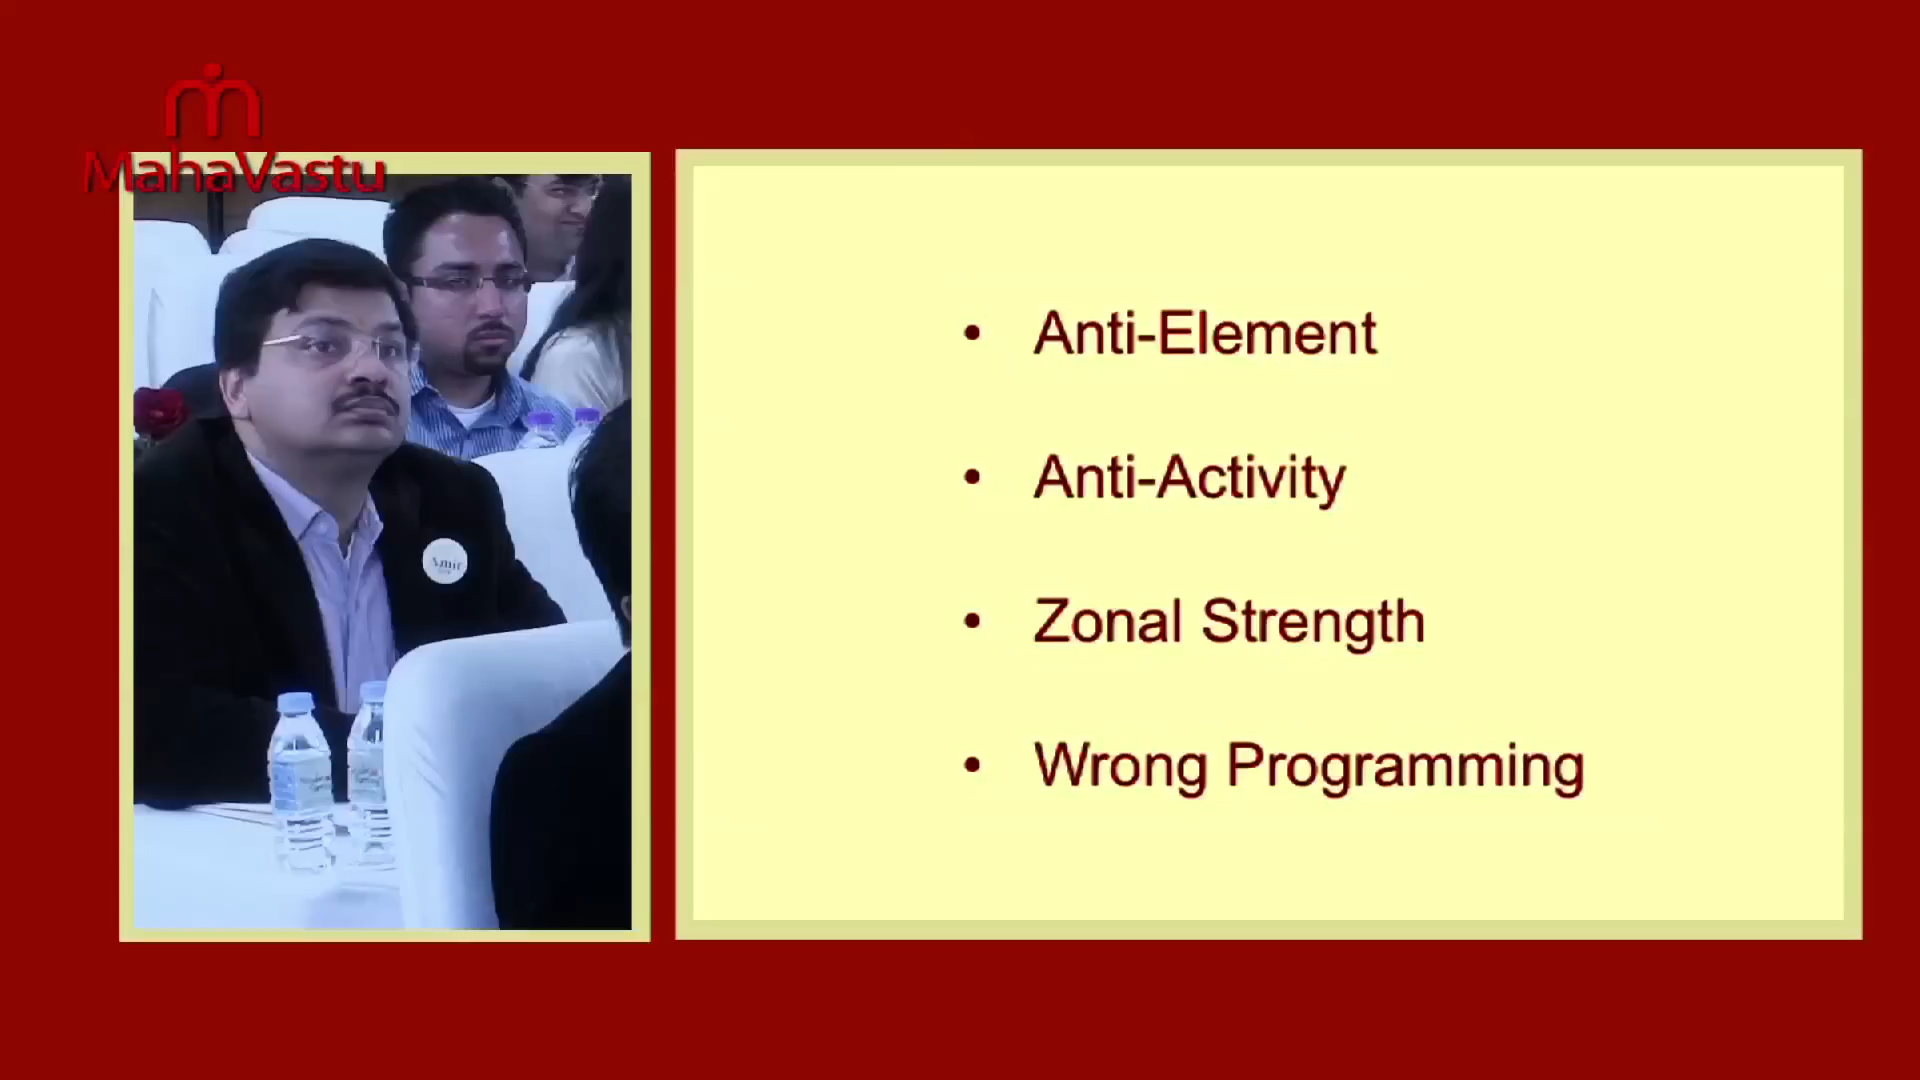 MahaVastu
Anti-Element
Anti-Activity
Zonal Strength
Wrong Programming